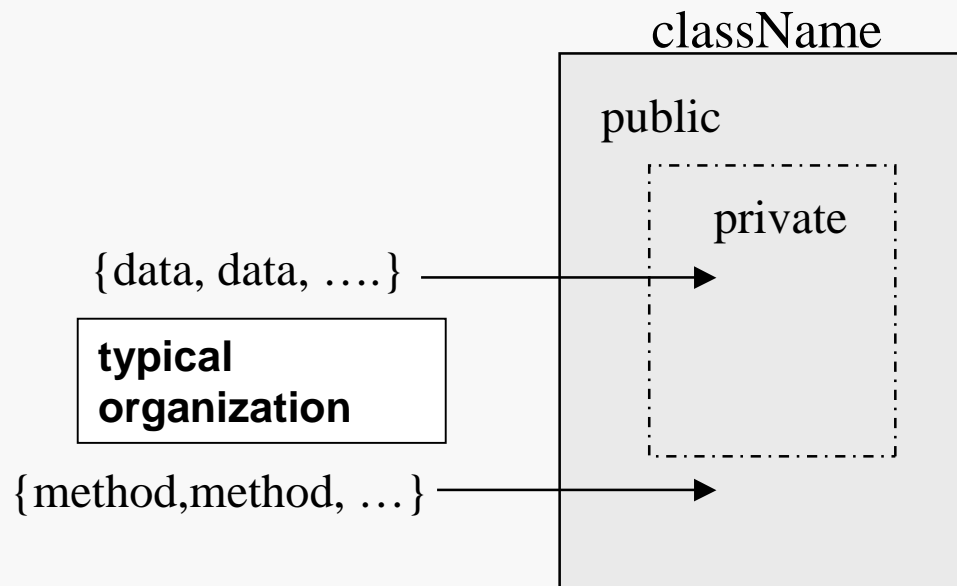 className
public
private
{data, data, ….}
typical
organization
{method,method, …}